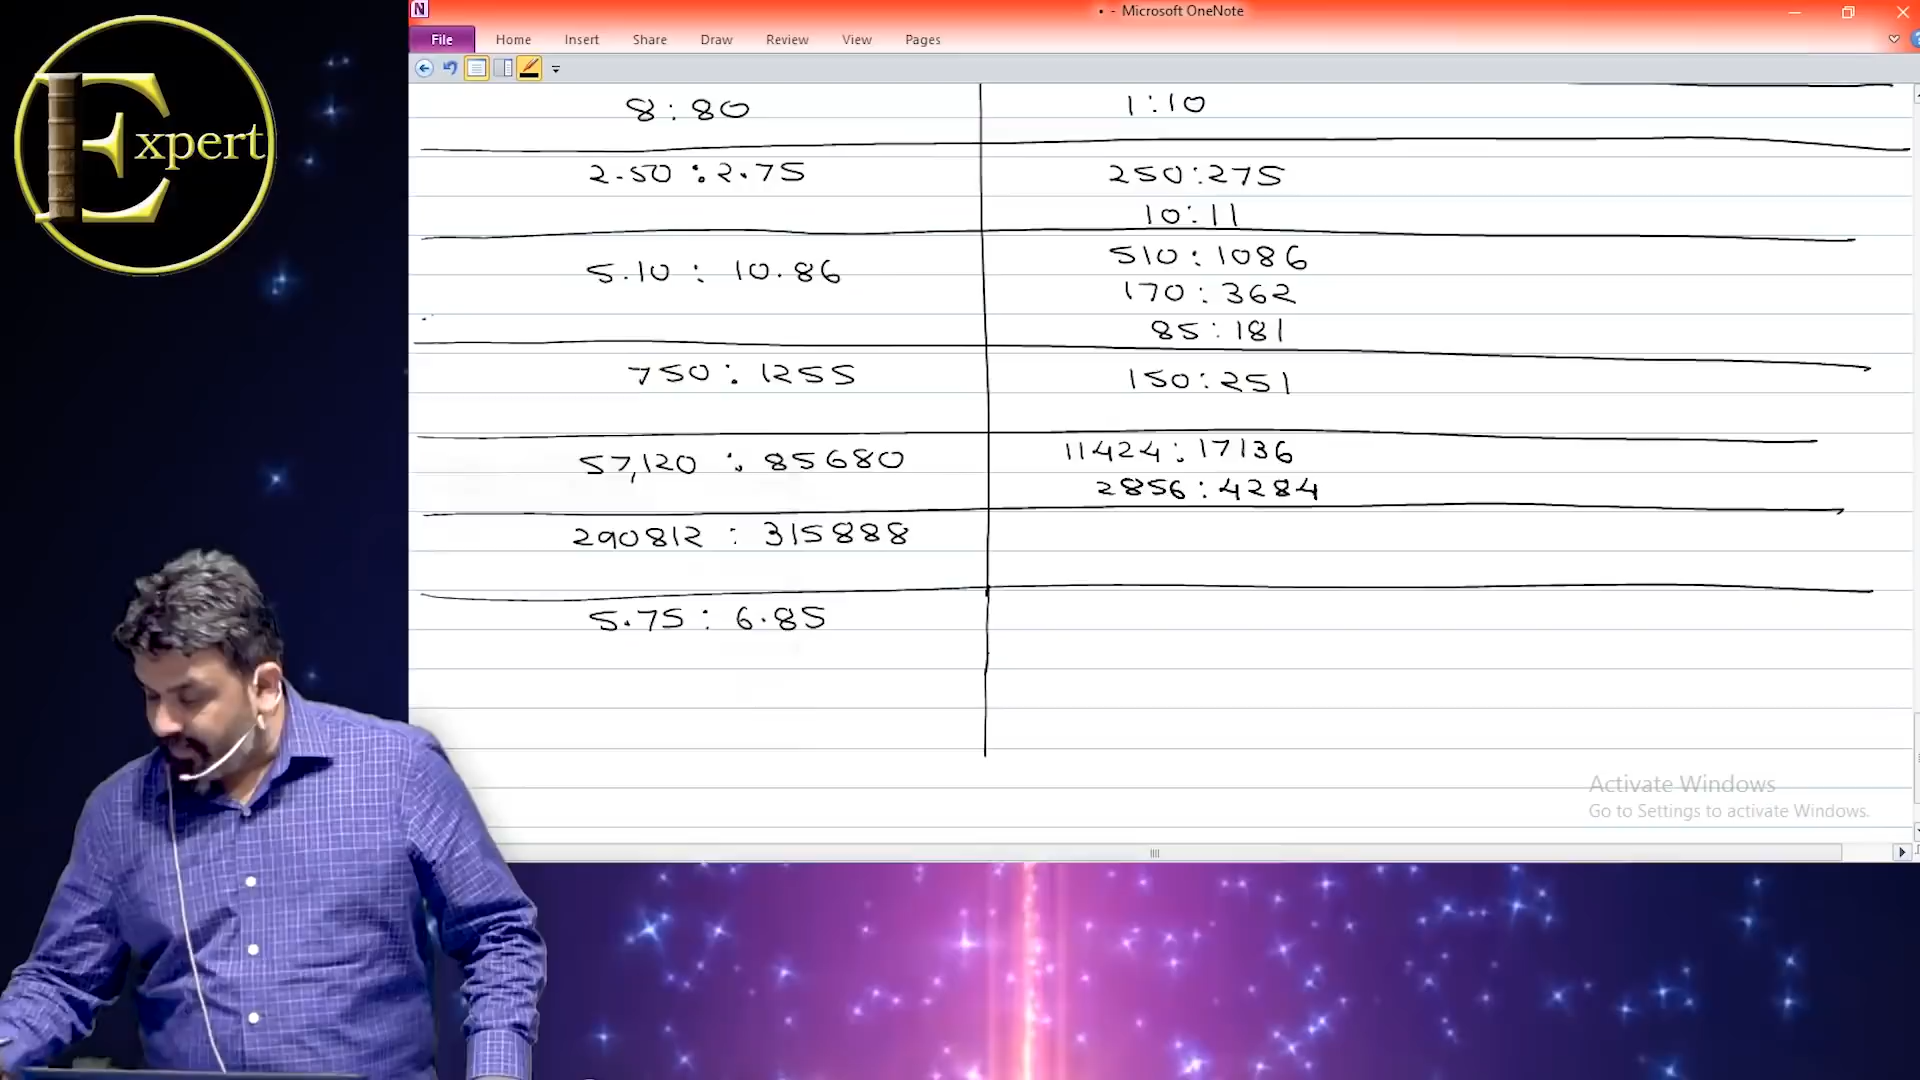 Expert
• - Microsoft OneNote
File Home Insert Share Draw Review View Pages
8:80 1:10
2.50:2.75 250:275
10:11
5.10 : 10.86 510:1086
170:362
85:181
750:1255 150:251
57,120 : 85680 11424:17136
2856:4284
290812 : 315888
5.75 : 6.85
Activate Windows
Go to Settings to activate Windows.